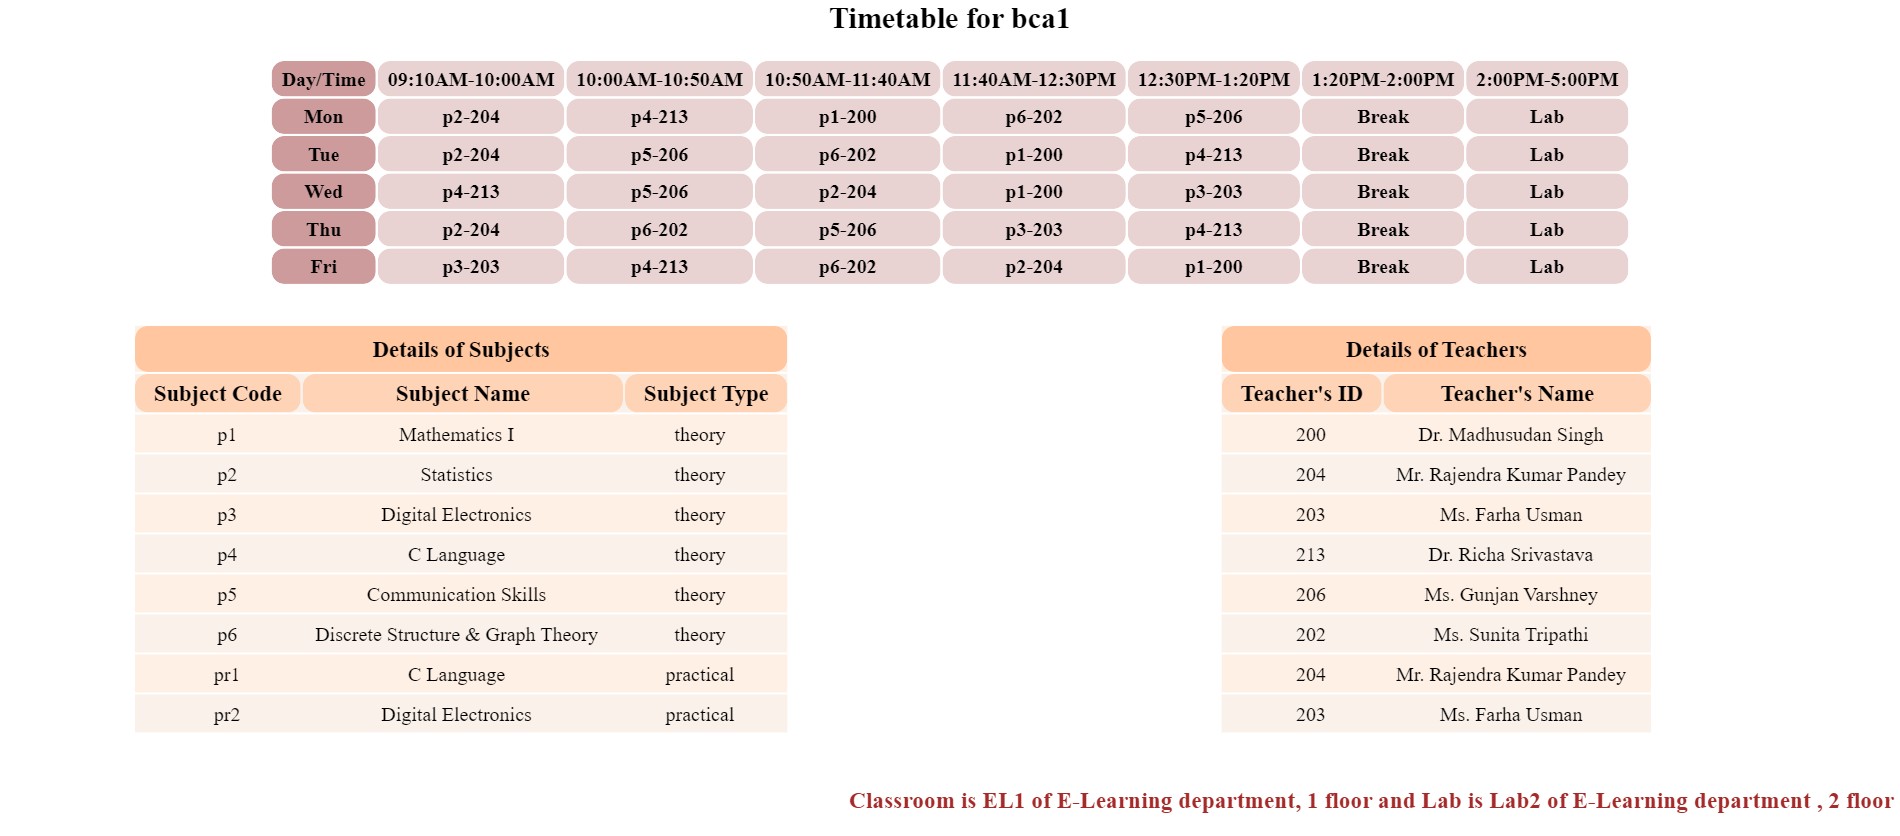 Timetable for bca1
Day/Time 09:10AM-10:00AM 10:00AM-10:50AM 10:50AM-11:40AM 11:40AM-12:30PM 12:30PM-1:20PM 1:20PM-2:00PM 2:00PM-5:00PM
Mon p2-204 p4-213 p1-200 p6-202 p5-206 Break Lab
Tue p2-204 p5-206 p6-202 p1-200 p4-213 Break Lab
Wed p4-213 p5-206 p2-204 p1-200 p3-203 Break Lab
Thu p2-204 p6-202 p5-206 p3-203 p4-213 Break Lab
Fri p3-203 p4-213 p6-202 p2-204 p1-200 Break Lab
Details of Subjects
Subject Code Subject Name Subject Type
p1 Mathematics I theory
p2 Statistics theory
p3 Digital Electronics theory
p4 C Language theory
p5 Communication Skills theory
p6 Discrete Structure & Graph Theory theory
pr1 C Language practical
pr2 Digital Electronics practical
Details of Teachers
Teacher's ID Teacher's Name
200 Dr. Madhusudan Singh
204 Mr. Rajendra Kumar Pandey
203 Ms. Farha Usman
213 Dr. Richa Srivastava
206 Ms. Gunjan Varshney
202 Ms. Sunita Tripathi
204 Mr. Rajendra Kumar Pandey
203 Ms. Farha Usman
Classroom is EL1 of E-Learning department, 1 floor and Lab is Lab2 of E-Learning department , 2 floor